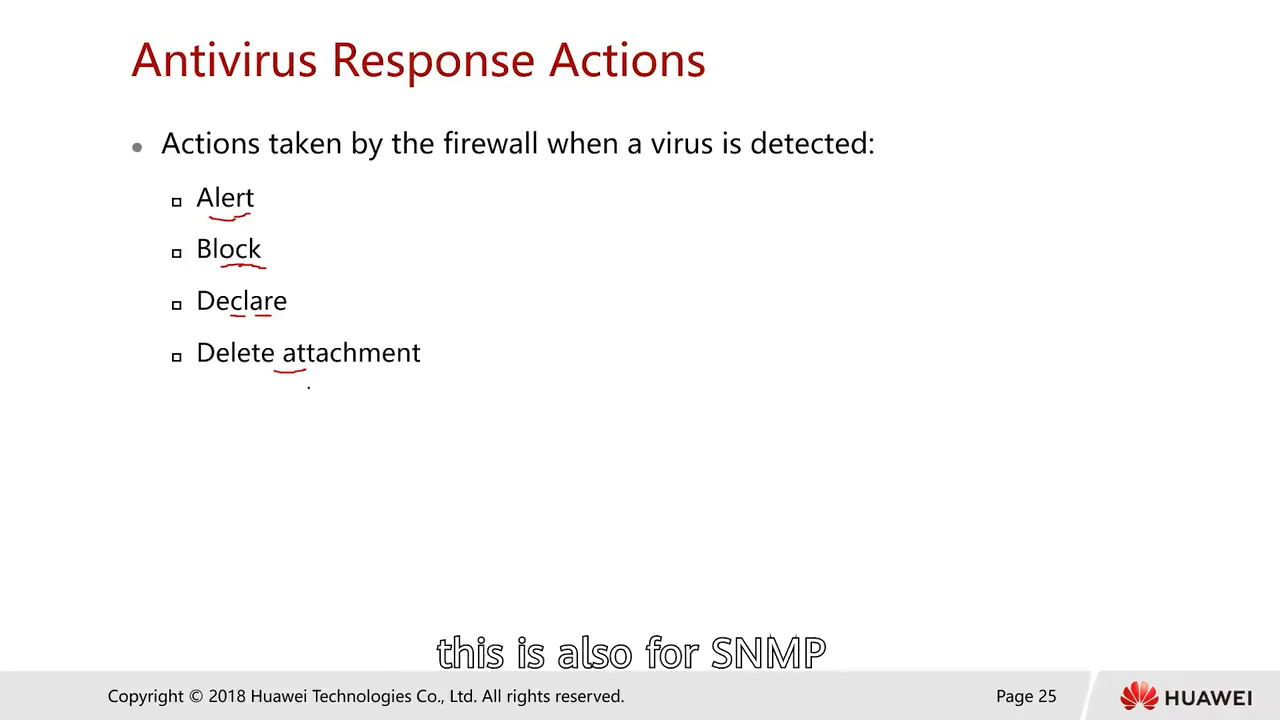 Antivirus Response Actions
Actions taken by the firewall when a virus is detected:
Alert
Block
Declare
Delete attachment
this is also for SNMP
Copyright © 2018 Huawei Technologies Co., Ltd. All rights reserved.
Page 25
HUAWEI